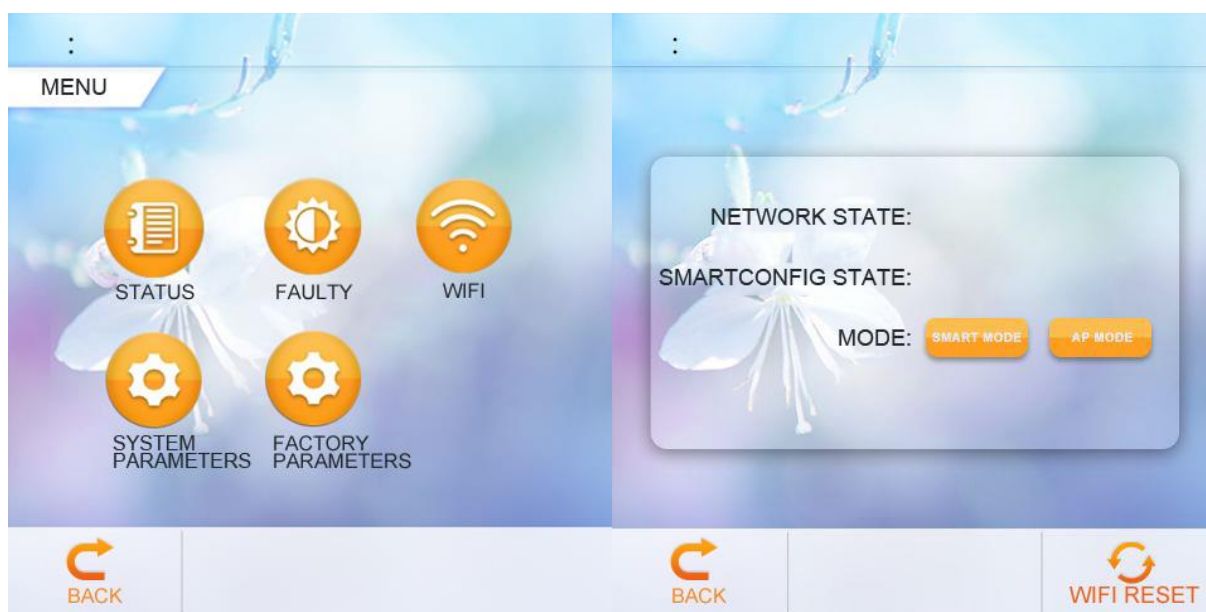 :
MENU
STATUS
FAULTY
WIFI
SYSTEM
PARAMETERS
FACTORY
PARAMETERS
BACK
:
NETWORK STATE:
SMARTCONFIG STATE:
MODE: SMART MODE AP MODE
BACK
WIFI RESET